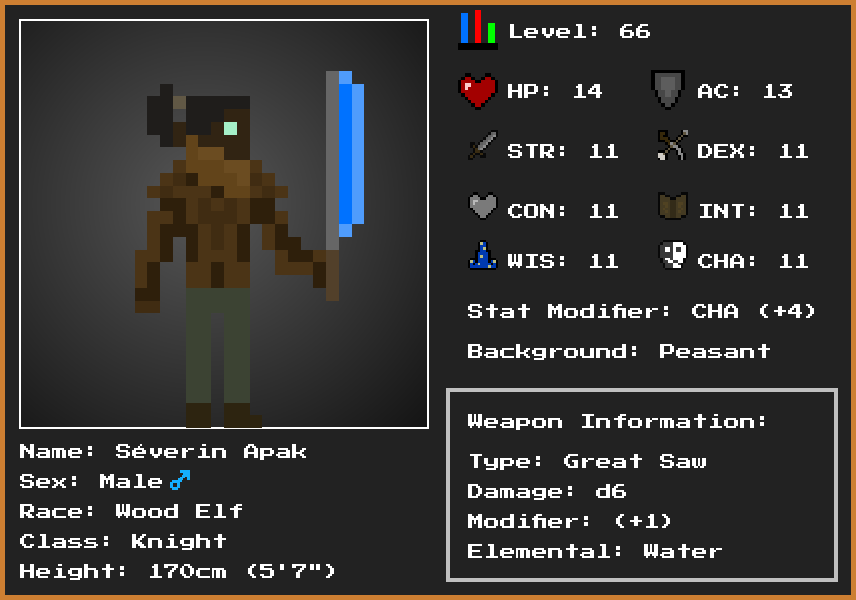 Level: 66
HP: 14
AC: 13
STR: 11
DEX: 11
CON: 11
INT: 11
WIS: 11
CHA: 11
Stat Modifier: CHA (+4)
Background: Peasant
Weapon Information:
Type: Great Saw
Damage: d6
Modifier: (+1)
Elemental: Water
Name: Séverin Apak
Sex: Male♂
Race: Wood Elf
Class: Knight
Height: 170cm (5'7")